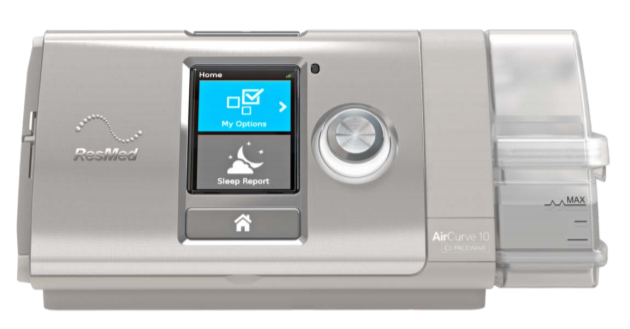 Home
My Options
Sleep Report
ResMed
MAX
AirCurve 10